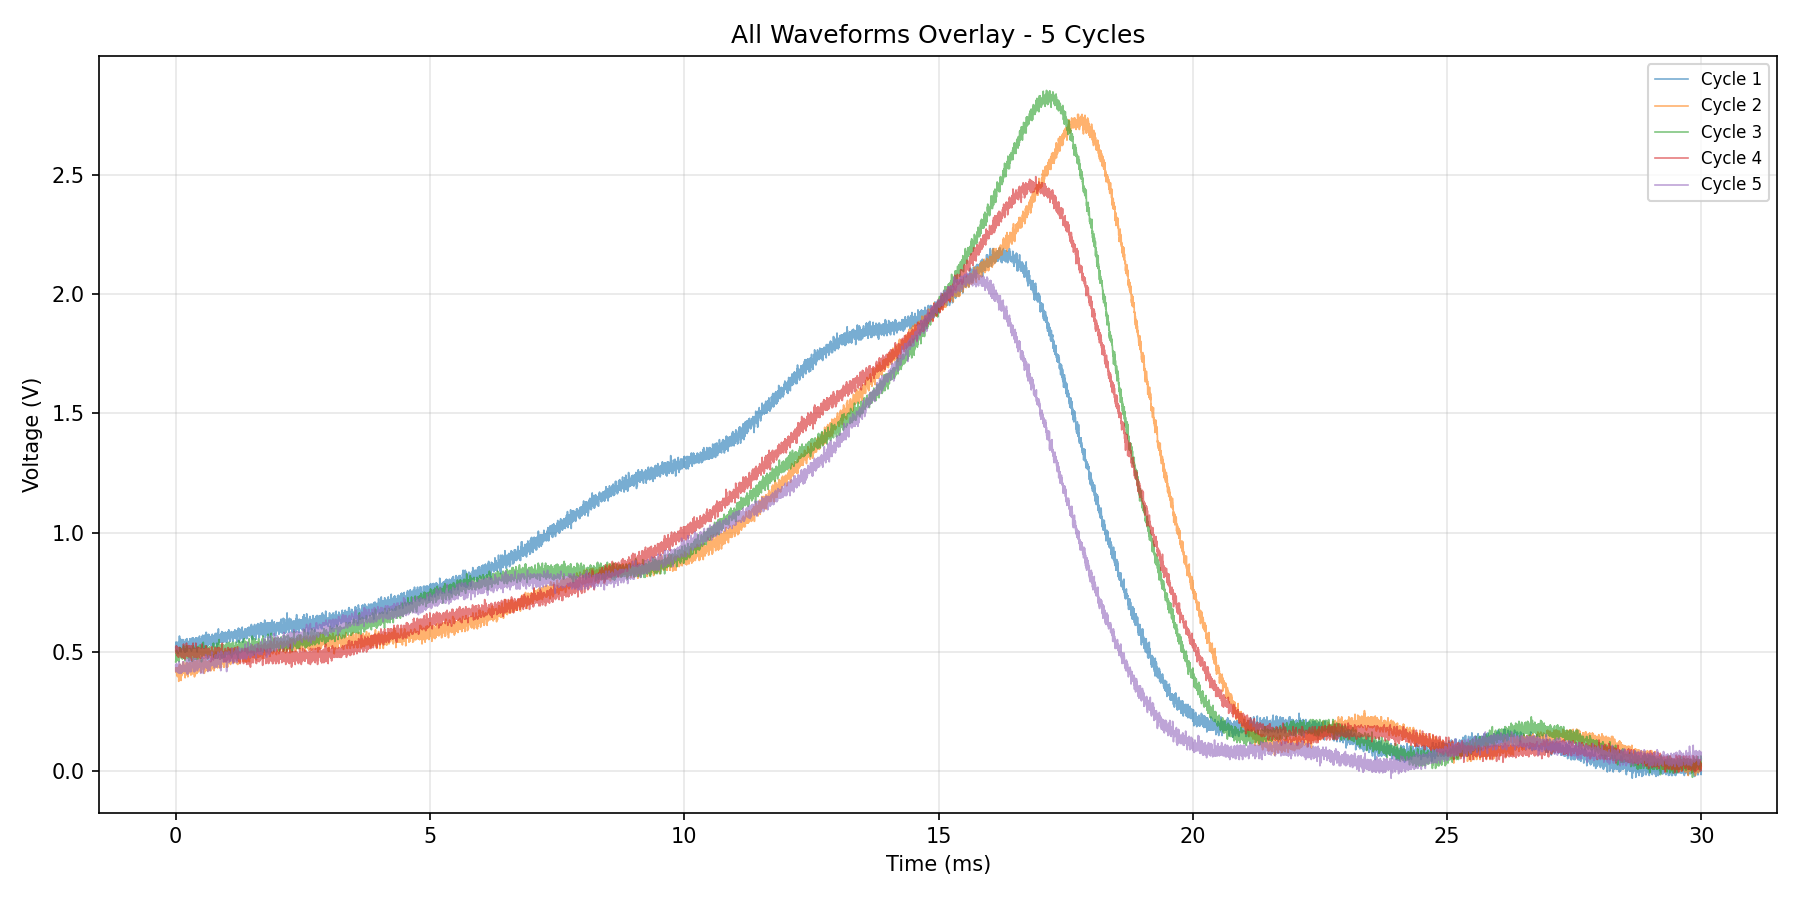 All Waveforms Overlay - 5 Cycles
Cycle 1
Cycle 2
Cycle 3
Cycle 4
Cycle 5
Voltage (V)
2.5
2.0
1.5
1.0
0.5
0.0
0 5 10 15 20 25 30
Time (ms)